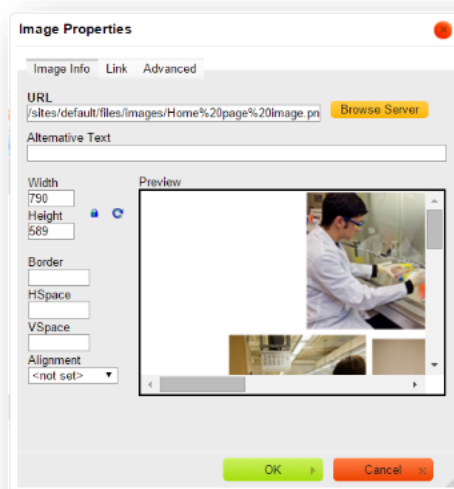 Image Properties
Image Info Link Advanced
URL
/sites/default/files/images/Home%20page%20image.pn
Browse Server
Alternative Text
Width
790
Height
589
Preview
Border
HSpace
VSpace
Alignment
<not set>
OK
Cancel